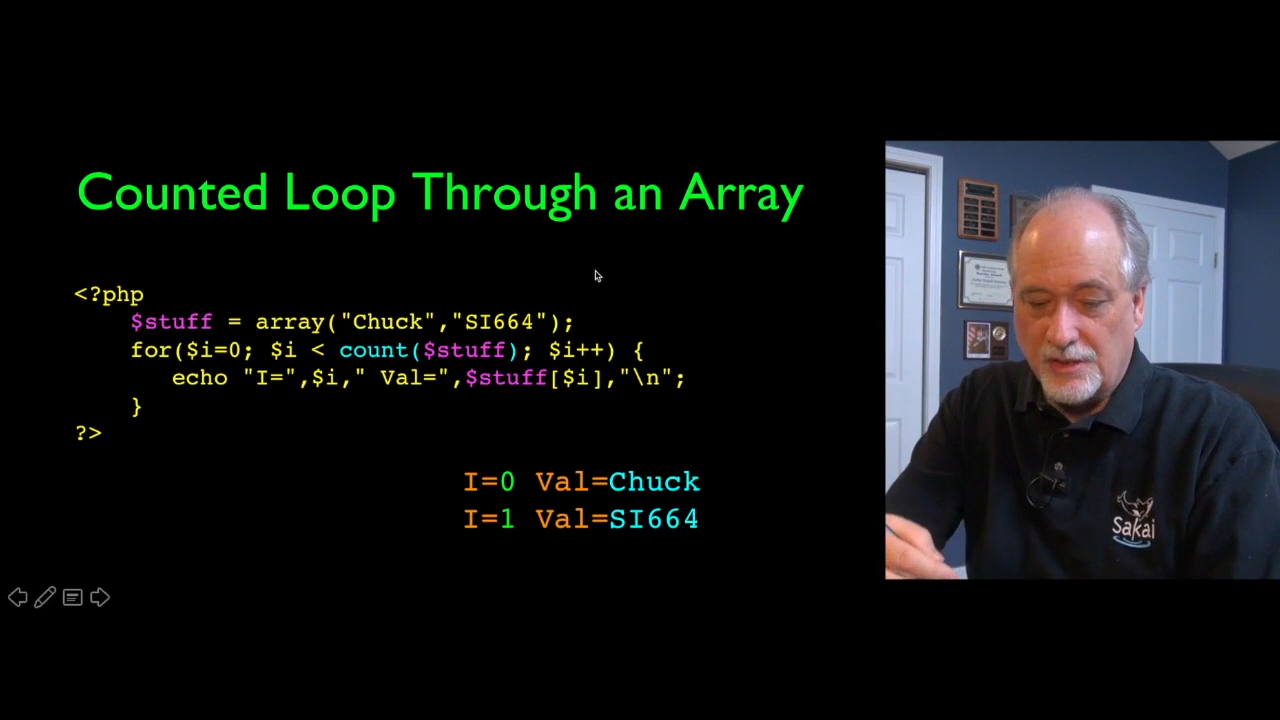 Counted Loop Through an Array
<?php
$stuff = array("Chuck","SI664");
for($i=0; $i < count($stuff); $i++) {
echo "I=",$i," Val=",$stuff[$i],"\n";
}
?>
I=0 Val=Chuck
I=1 Val=SI664
Sakai